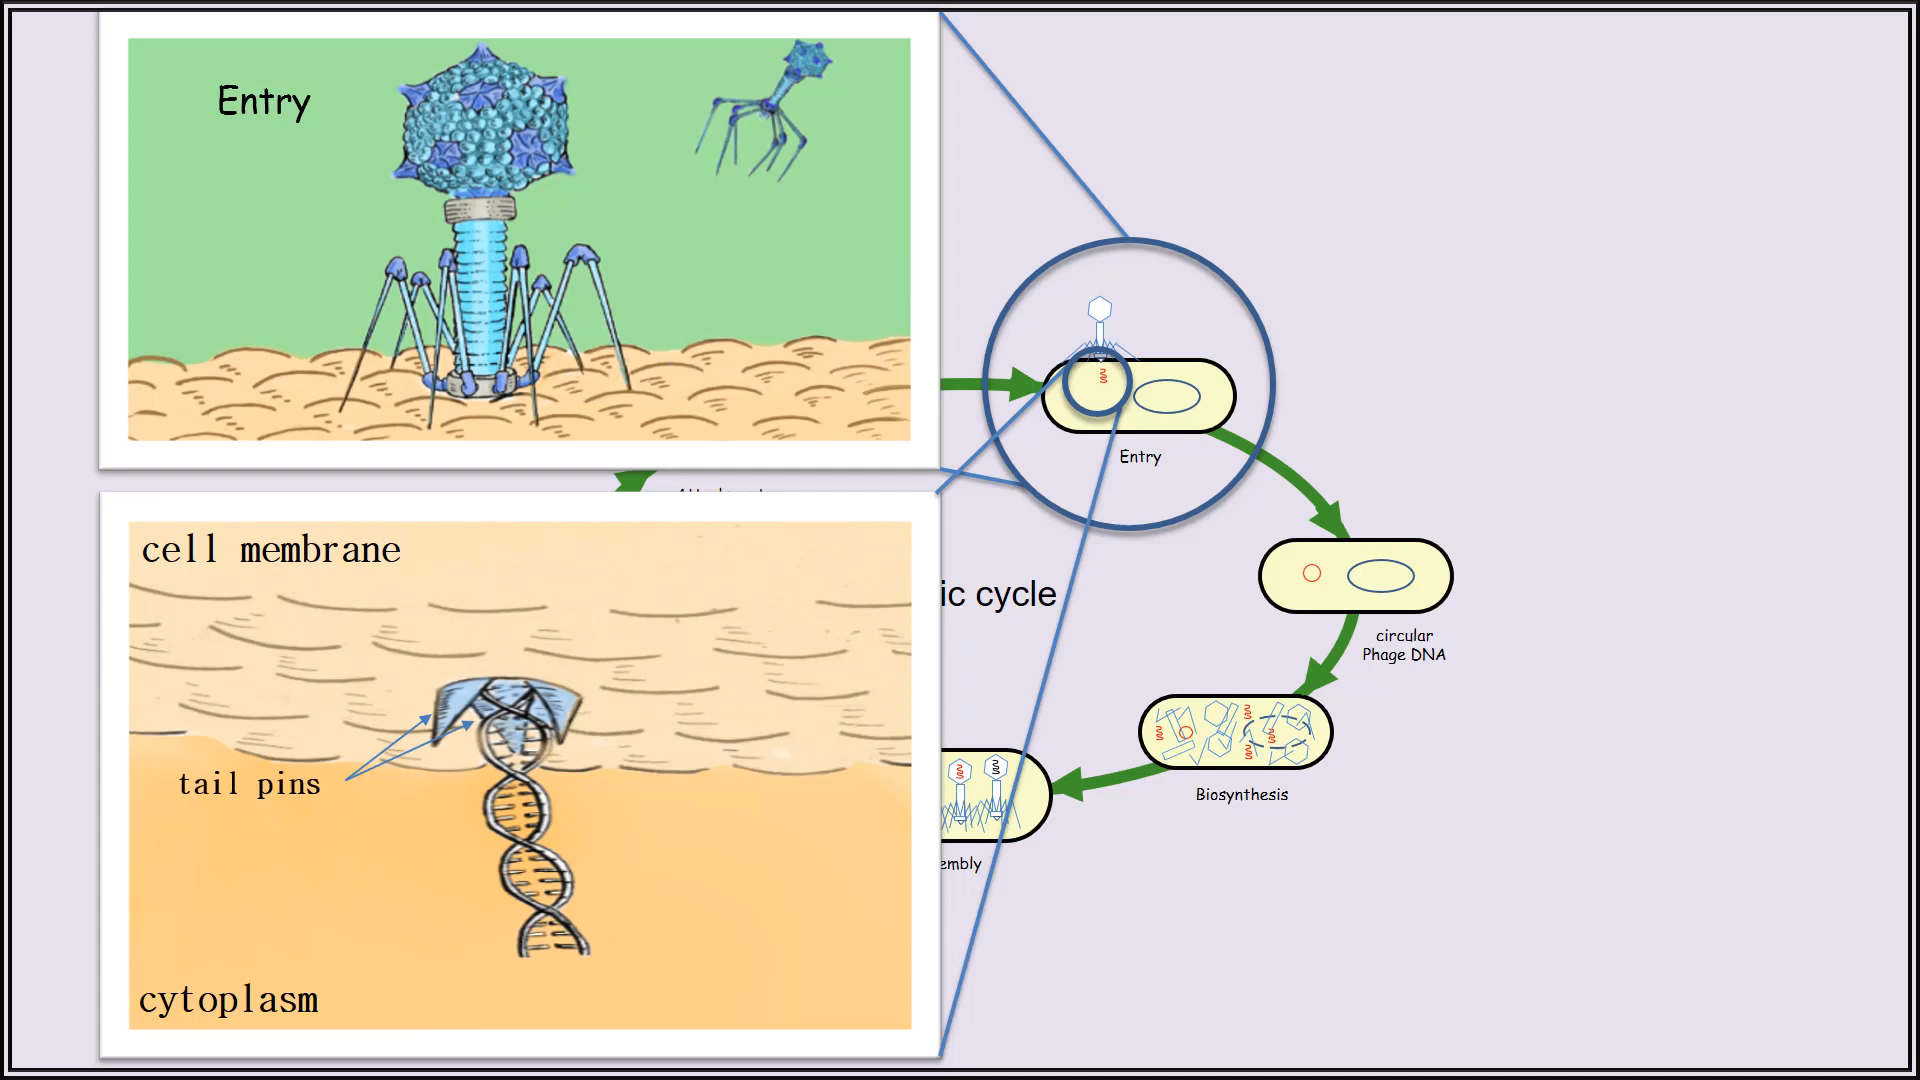 Entry
cell membrane
tail pins
cytoplasm
Entry
ic cycle
circular
Phage DNA
Biosynthesis
embly